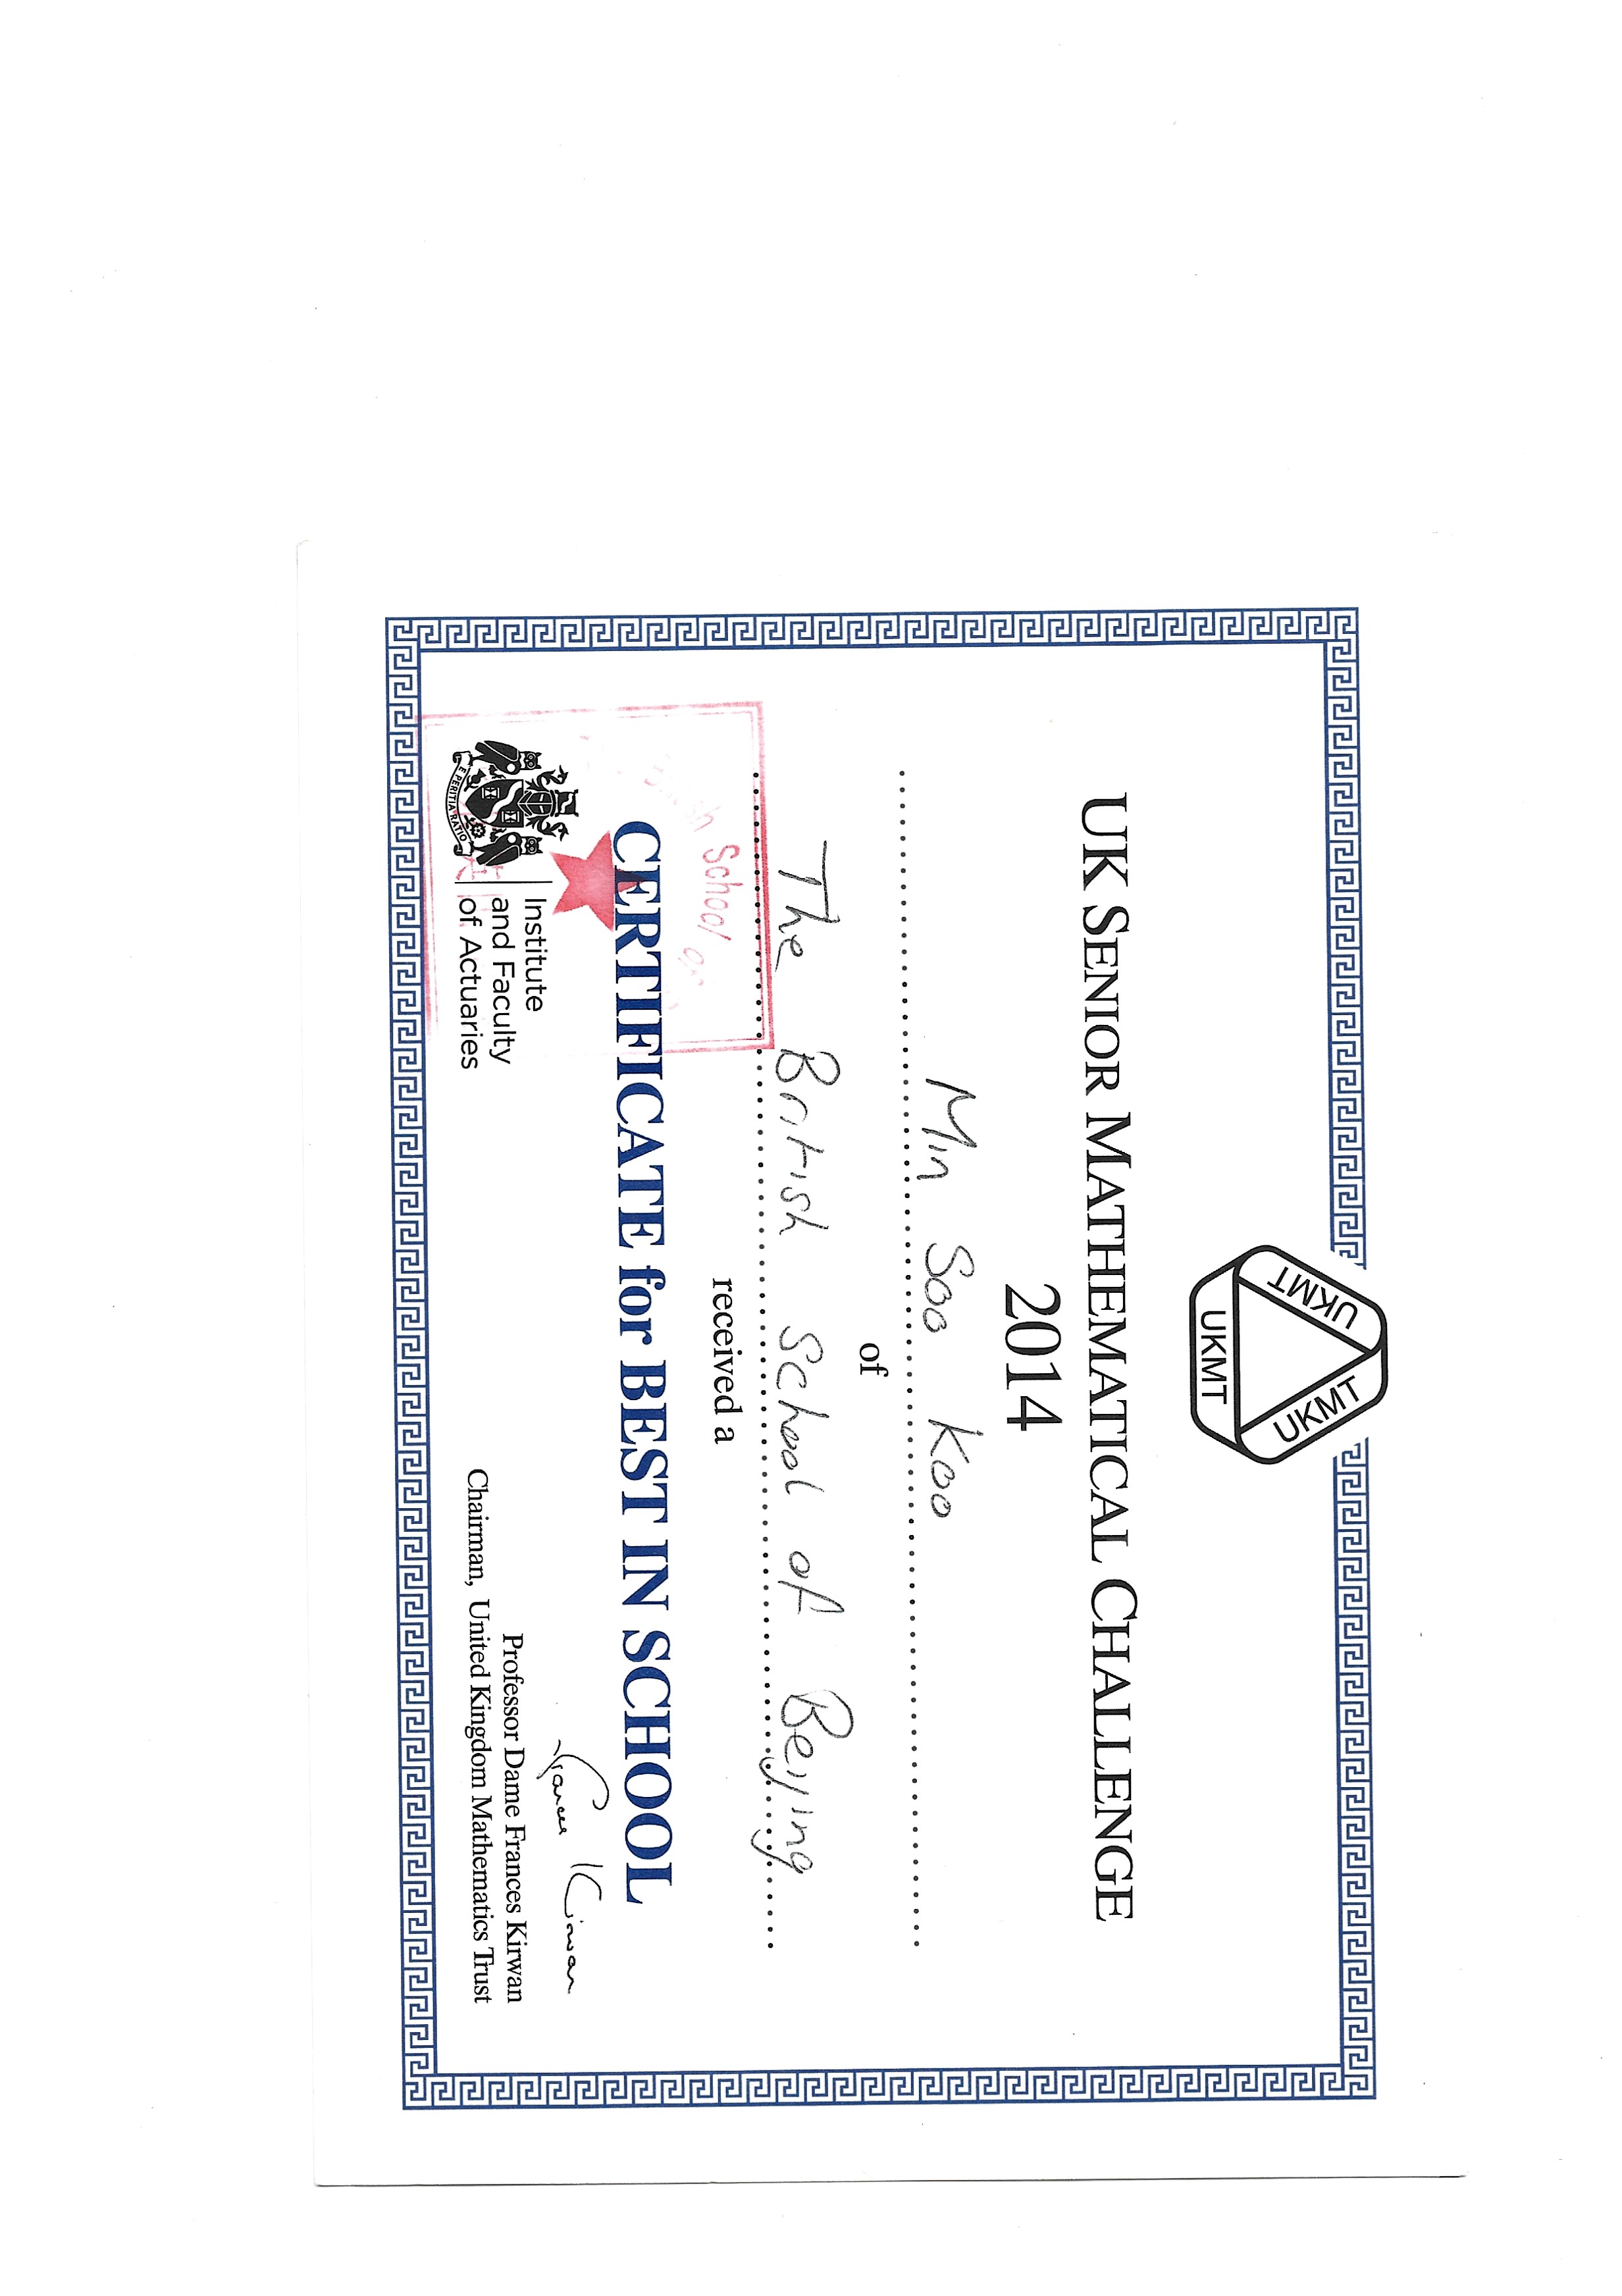 UKMT UKMT UKMT
UK SENIOR MATHEMATICAL CHALLENGE
2014
Min Soo Koo
of
The British School of Beijing
received a
CERTIFICATE for BEST IN SCHOOL
School
Frances Kirwan
E PERITIA RATIO
Institute
and Faculty
of Actuaries
Professor Dame Frances Kirwan
Chairman, United Kingdom Mathematics Trust